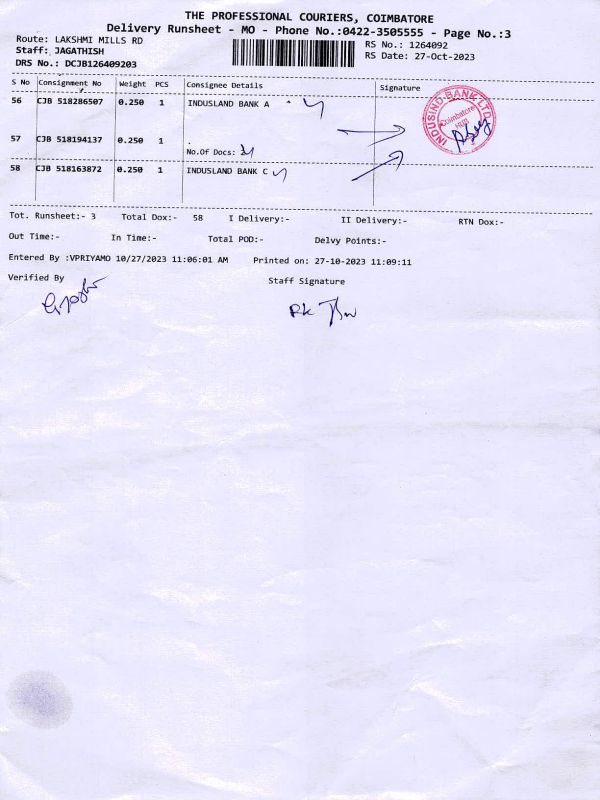 THE PROFESSIONAL COURIERS, COIMBATORE
Delivery Runsheet - MO - Phone No.:0422-3505555 - Page No.:3
Route: LAKSHMI MILLS RD
RS No.: 1264092
Staff: JAGATHISH
RS Date: 27-Oct-2023
DRS No.: DCJB126409203
S No Consignment No Weight PCS Consignee Details Signature
56 CJB 518286507 0.250 1 INDUSLAND BANK A
INDUSIND BANK LTD
Coimbatore
HUB
57 CJB 518194137 0.250 1 .
No.Of Docs:
58 CJB 518163872 0.250 1 INDUSLAND BANK C
Tot. Runsheet:- 3 Total Dox:- 58 I Delivery:- II Delivery:- RTN Dox:-
Out Time:- In Time:- Total POD:- Delvy Points:-
Entered By :VPRIYAMO 10/27/2023 11:06:01 AM Printed on: 27-10-2023 11:09:11
Verified By Staff Signature